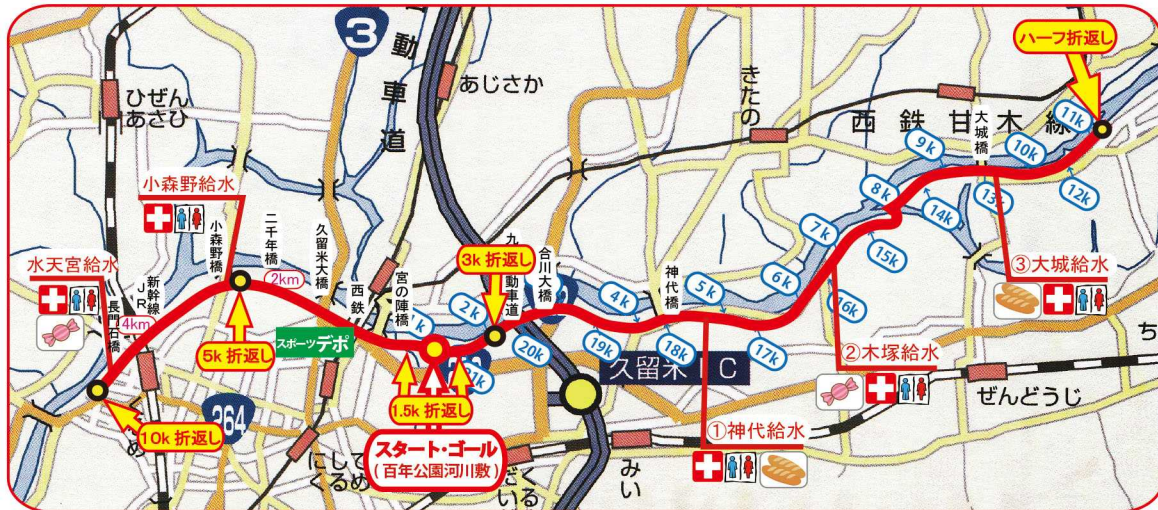 3
動車道
ハーフ折返し
ひぜん
あさひ
あじさか
きたの
西鉄甘木線
大城橋
11k
10k
9k
12k
13k
8k
14k
小森野給水
小森野橋
二千年橋
久留米大橋
西鉄
宮の陣橋
3k 折返し
合川大橋
神代橋
7k
15k
6k
16k
5k
4k
2k
17k
18k
19k
20k
21k
③大城給水
水天宮給水
新幹線
JR
長門石橋
2km
4km
5k 折返し
スポーツデポ
1.5k 折返し
久留米IC
②木塚給水
ぜんどうじ
10k 折返し
264
スタート・ゴール
(百年公園河川敷)
にしてつ
くるめ
みい
①神代給水
ち